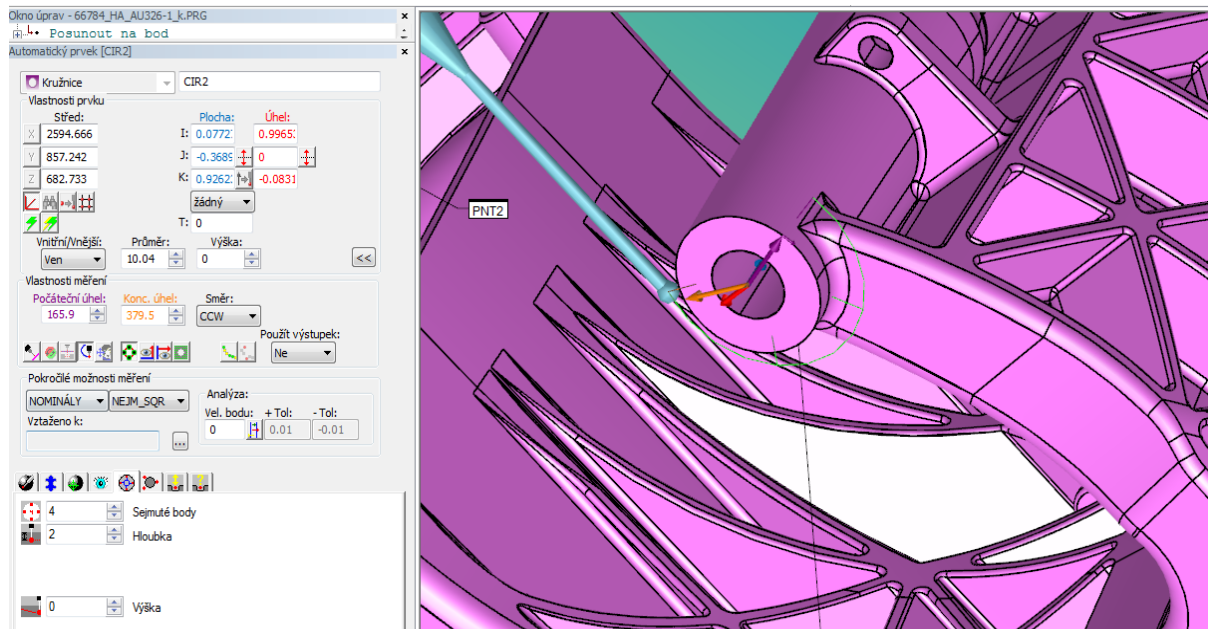 Okno úprav - 66784_HA_AU326-1_k.PRG
Posunout na bod
Automatický prvek [CIR2]
Kružnice CIR2
Vlastnosti prvku
Střed: Plocha: Úhel:
X 2594.666 I: 0.0772 0.9965
Y 857.242 J: -0.3689 0
Z 682.733 K: 0.9262 -0.0831
žádný
T: 0
Vnitřní/Vnější: Průměr: Výška:
Ven 10.04 0 <<
Vlastnosti měření
Počáteční úhel: Konc. úhel: Směr:
165.9 379.5 CCW
Použít výstupek:
Ne
Pokročilé možnosti měření
NOMINÁLY NEJM_SQR
Analýza:
Vztaženo k: Vel. bodu: + Tol: - Tol:
0 0.01 -0.01
...
4 Sejmuté body
2 Hloubka
0 Výška
PNT2